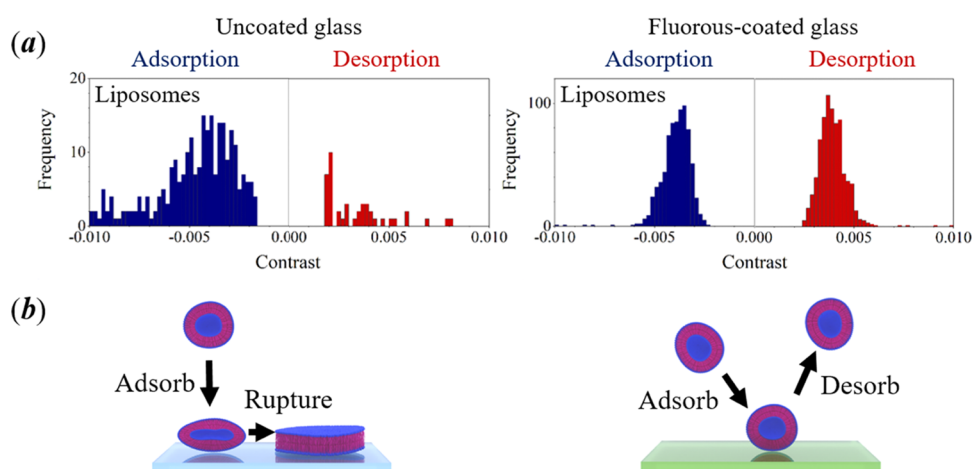 (a)
Uncoated glass
Adsorption Desorption
Liposomes
Frequency
20
10
0
-0.010 -0.005 0.000 0.005 0.010
Contrast
Fluorous-coated glass
Adsorption Desorption
Liposomes
Frequency
100
0
-0.010 -0.005 0.000 0.005 0.010
Contrast
(b)
Adsorb
Rupture
Adsorb
Desorb